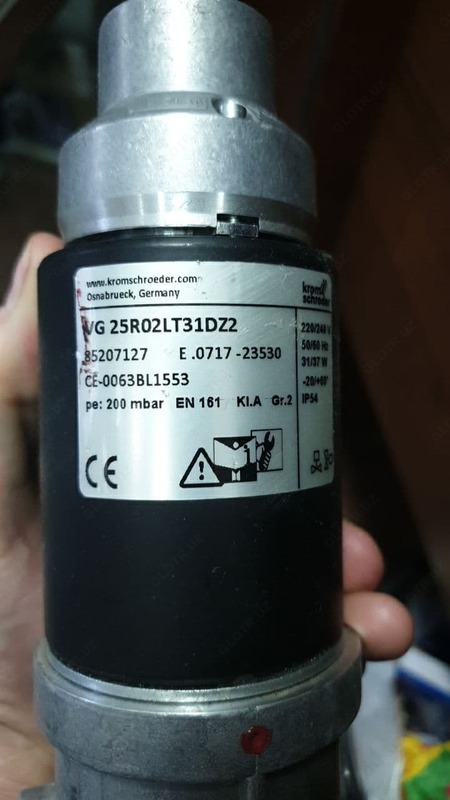 www.kromschroeder.com
Osnabrueck, Germany
krom
schroder
VG 25R02LT31DZ2
85207127 E .0717 -23530
CE-0063BL1553
pe: 200 mbar EN 161 Kl.A Gr.2
220/240 V
50/60 Hz
31/37 W
-20/+60°
IP54
CE